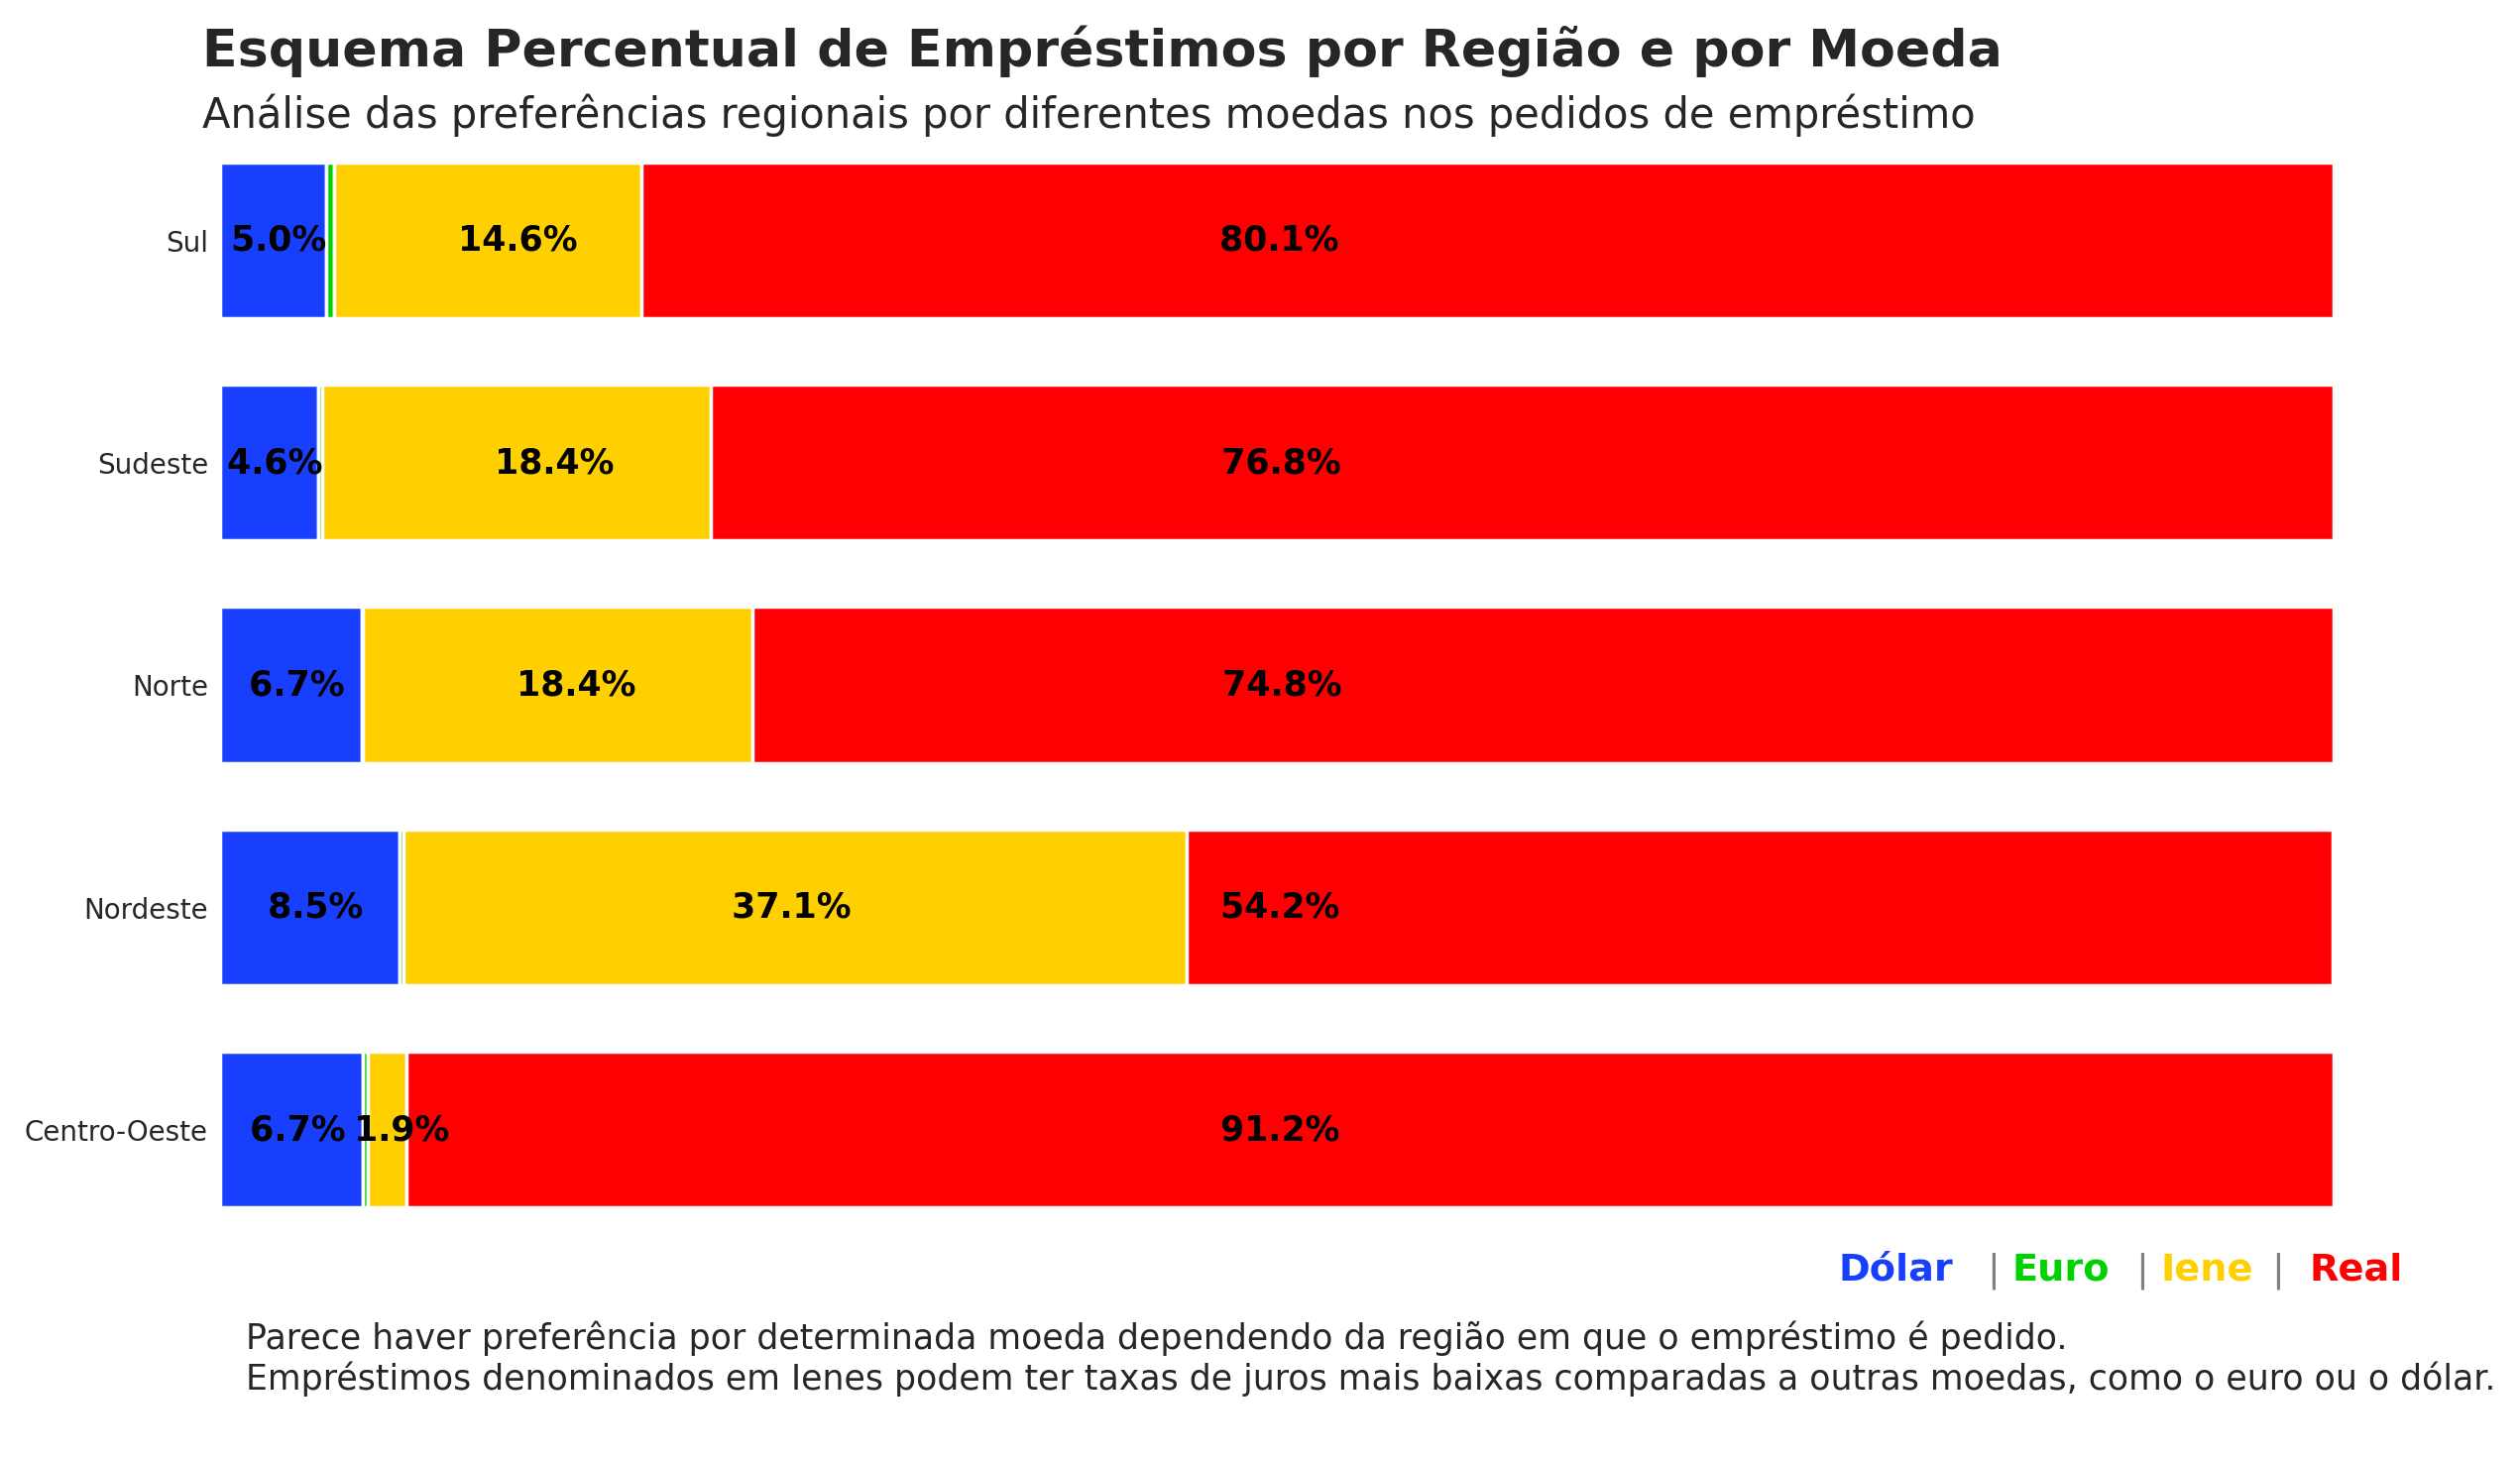 Esquema Percentual de Empréstimos por Região e por Moeda
Análise das preferências regionais por diferentes moedas nos pedidos de empréstimo
Sul 5.0% 14.6% 80.1%
Sudeste 4.6% 18.4% 76.8%
Norte 6.7% 18.4% 74.8%
Nordeste 8.5% 37.1% 54.2%
Centro-Oeste 6.7% 1.9% 91.2%
Dólar | Euro | Iene | Real
Parece haver preferência por determinada moeda dependendo da região em que o empréstimo é pedido.
Empréstimos denominados em Ienes podem ter taxas de juros mais baixas comparadas a outras moedas, como o euro ou o dólar.